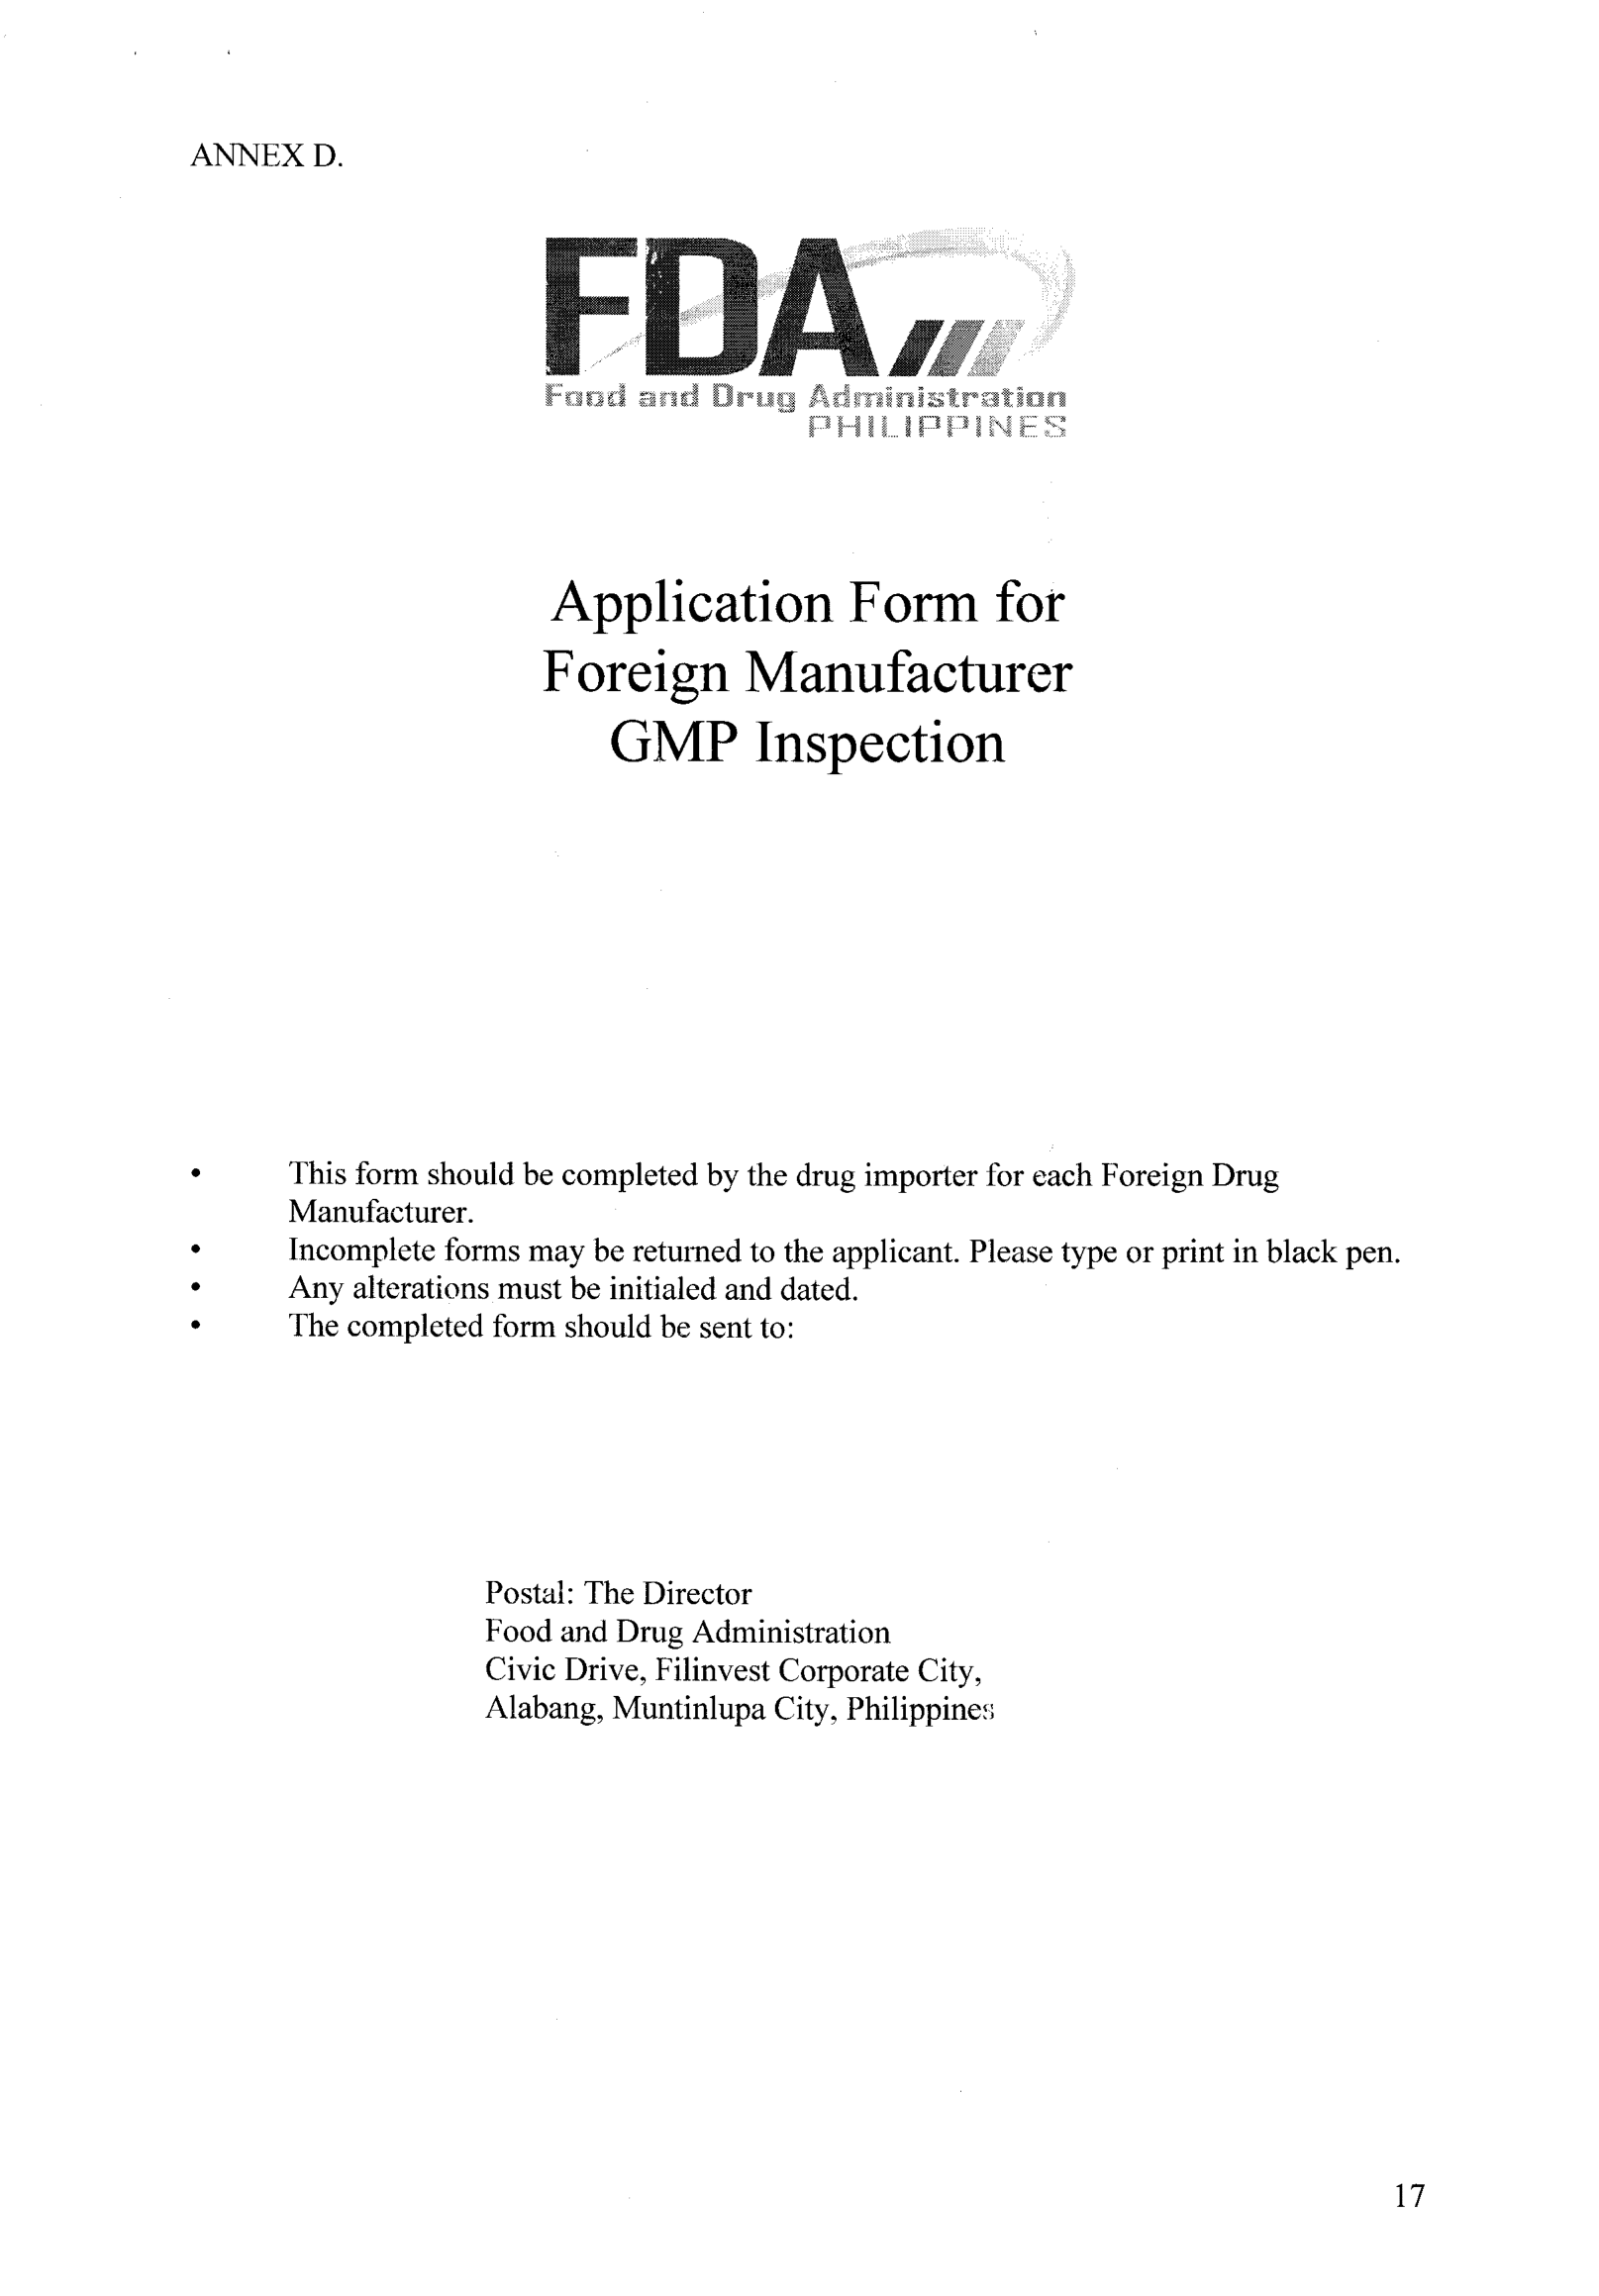 ANNEX D.
FDA
Food and Drug Administration
PHILIPPINES
Application Form for
Foreign Manufacturer
GMP Inspection
• This form should be completed by the drug importer for each Foreign Drug
Manufacturer.
• Incomplete forms may be returned to the applicant. Please type or print in black pen.
• Any alterations must be initialed and dated.
• The completed form should be sent to:
Postal: The Director
Food and Drug Administration
Civic Drive, Filinvest Corporate City,
Alabang, Muntinlupa City, Philippines
17